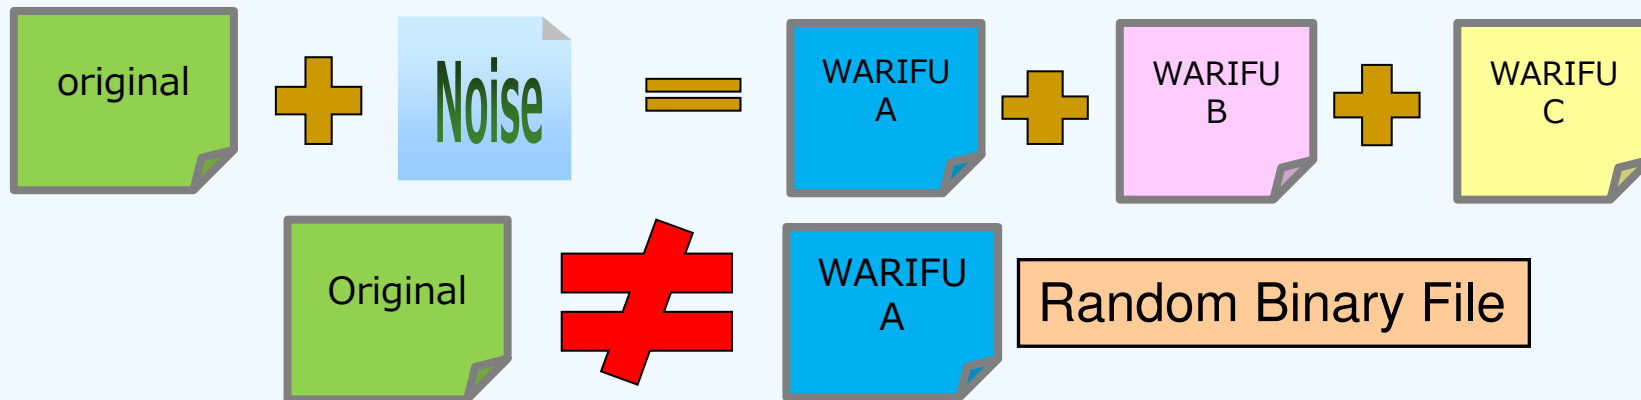 original
Noise
WARIFU
A
WARIFU
B
WARIFU
C
Original
WARIFU
A
Random Binary File